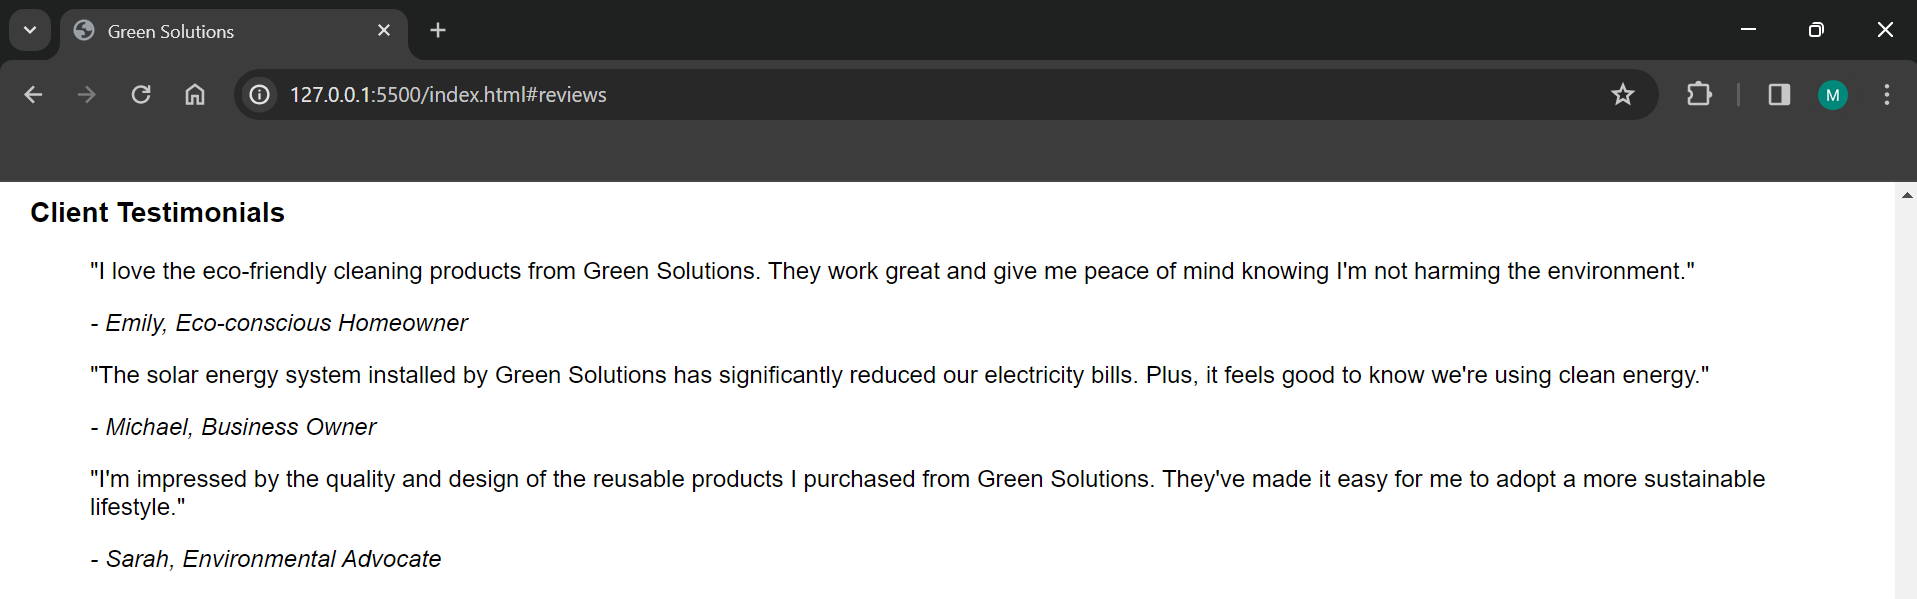 Green Solutions
127.0.0.1:5500/index.html#reviews
M
Client Testimonials
"I love the eco-friendly cleaning products from Green Solutions. They work great and give me peace of mind knowing I'm not harming the environment."
- Emily, Eco-conscious Homeowner
"The solar energy system installed by Green Solutions has significantly reduced our electricity bills. Plus, it feels good to know we're using clean energy."
- Michael, Business Owner
"I'm impressed by the quality and design of the reusable products I purchased from Green Solutions. They've made it easy for me to adopt a more sustainable
lifestyle."
- Sarah, Environmental Advocate